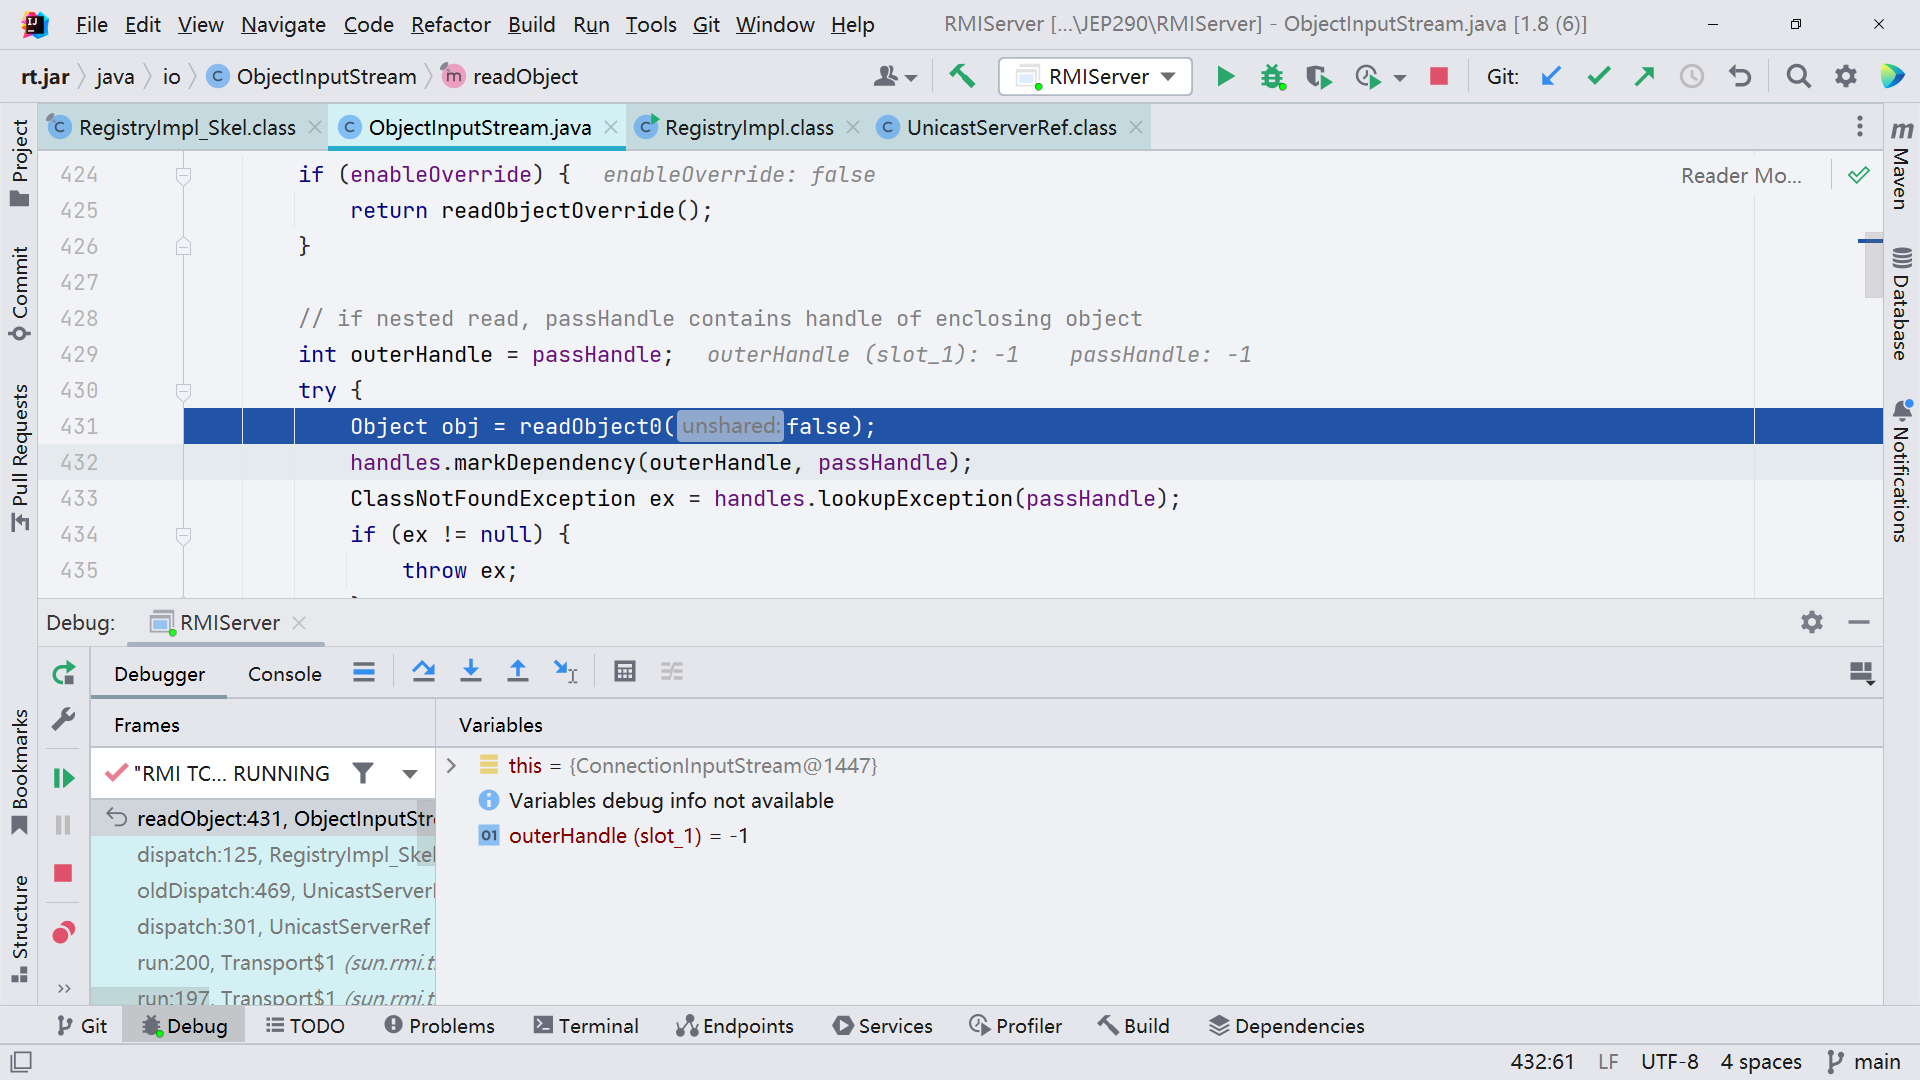 File Edit View Navigate Code Refactor Build Run Tools Git Window Help RMIServer [...\JEP290\RMIServer] - ObjectInputStream.java [1.8 (6)]
rt.jar java io ObjectInputStream readObject RMIServer Git:
RegistryImpl_Skel.class ObjectInputStream.java RegistryImpl.class UnicastServerRef.class
Project
Commit
Pull Requests
Bookmarks
Structure
424 if (enableOverride) { enableOverride: false
425 return readObjectOverride();
426 }
427
428 // if nested read, passHandle contains handle of enclosing object
429 int outerHandle = passHandle; outerHandle (slot_1): -1 passHandle: -1
430 try {
431 Object obj = readObject0( unshared: false);
432 handles.markDependency(outerHandle, passHandle);
433 ClassNotFoundException ex = handles.lookupException(passHandle);
434 if (ex != null) {
435 throw ex;
Reader Mo...
Maven
Database
Notifications
Debug: RMIServer
Debugger Console
Frames Variables
"RMI TC... RUNNING
readObject:431, ObjectInputStre
dispatch:125, RegistryImpl_Skel
oldDispatch:469, UnicastServerR
dispatch:301, UnicastServerRef
run:200, Transport$1 (sun.rmi.t
run:197, Transport$1 (sun.rmi.t
this = {ConnectionInputStream@1447}
Variables debug info not available
01 outerHandle (slot_1) = -1
Git Debug TODO Problems Terminal Endpoints Services Profiler Build Dependencies
432:61 LF UTF-8 4 spaces main